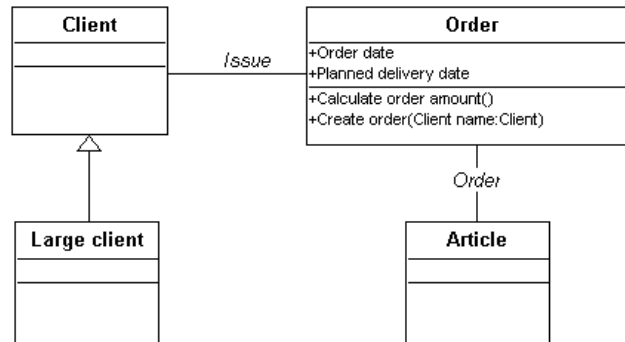 Client
Order
+Order date
+Planned delivery date
Issue
+Calculate order amount()
+Create order(Client name:Client)
Order
Large client
Article